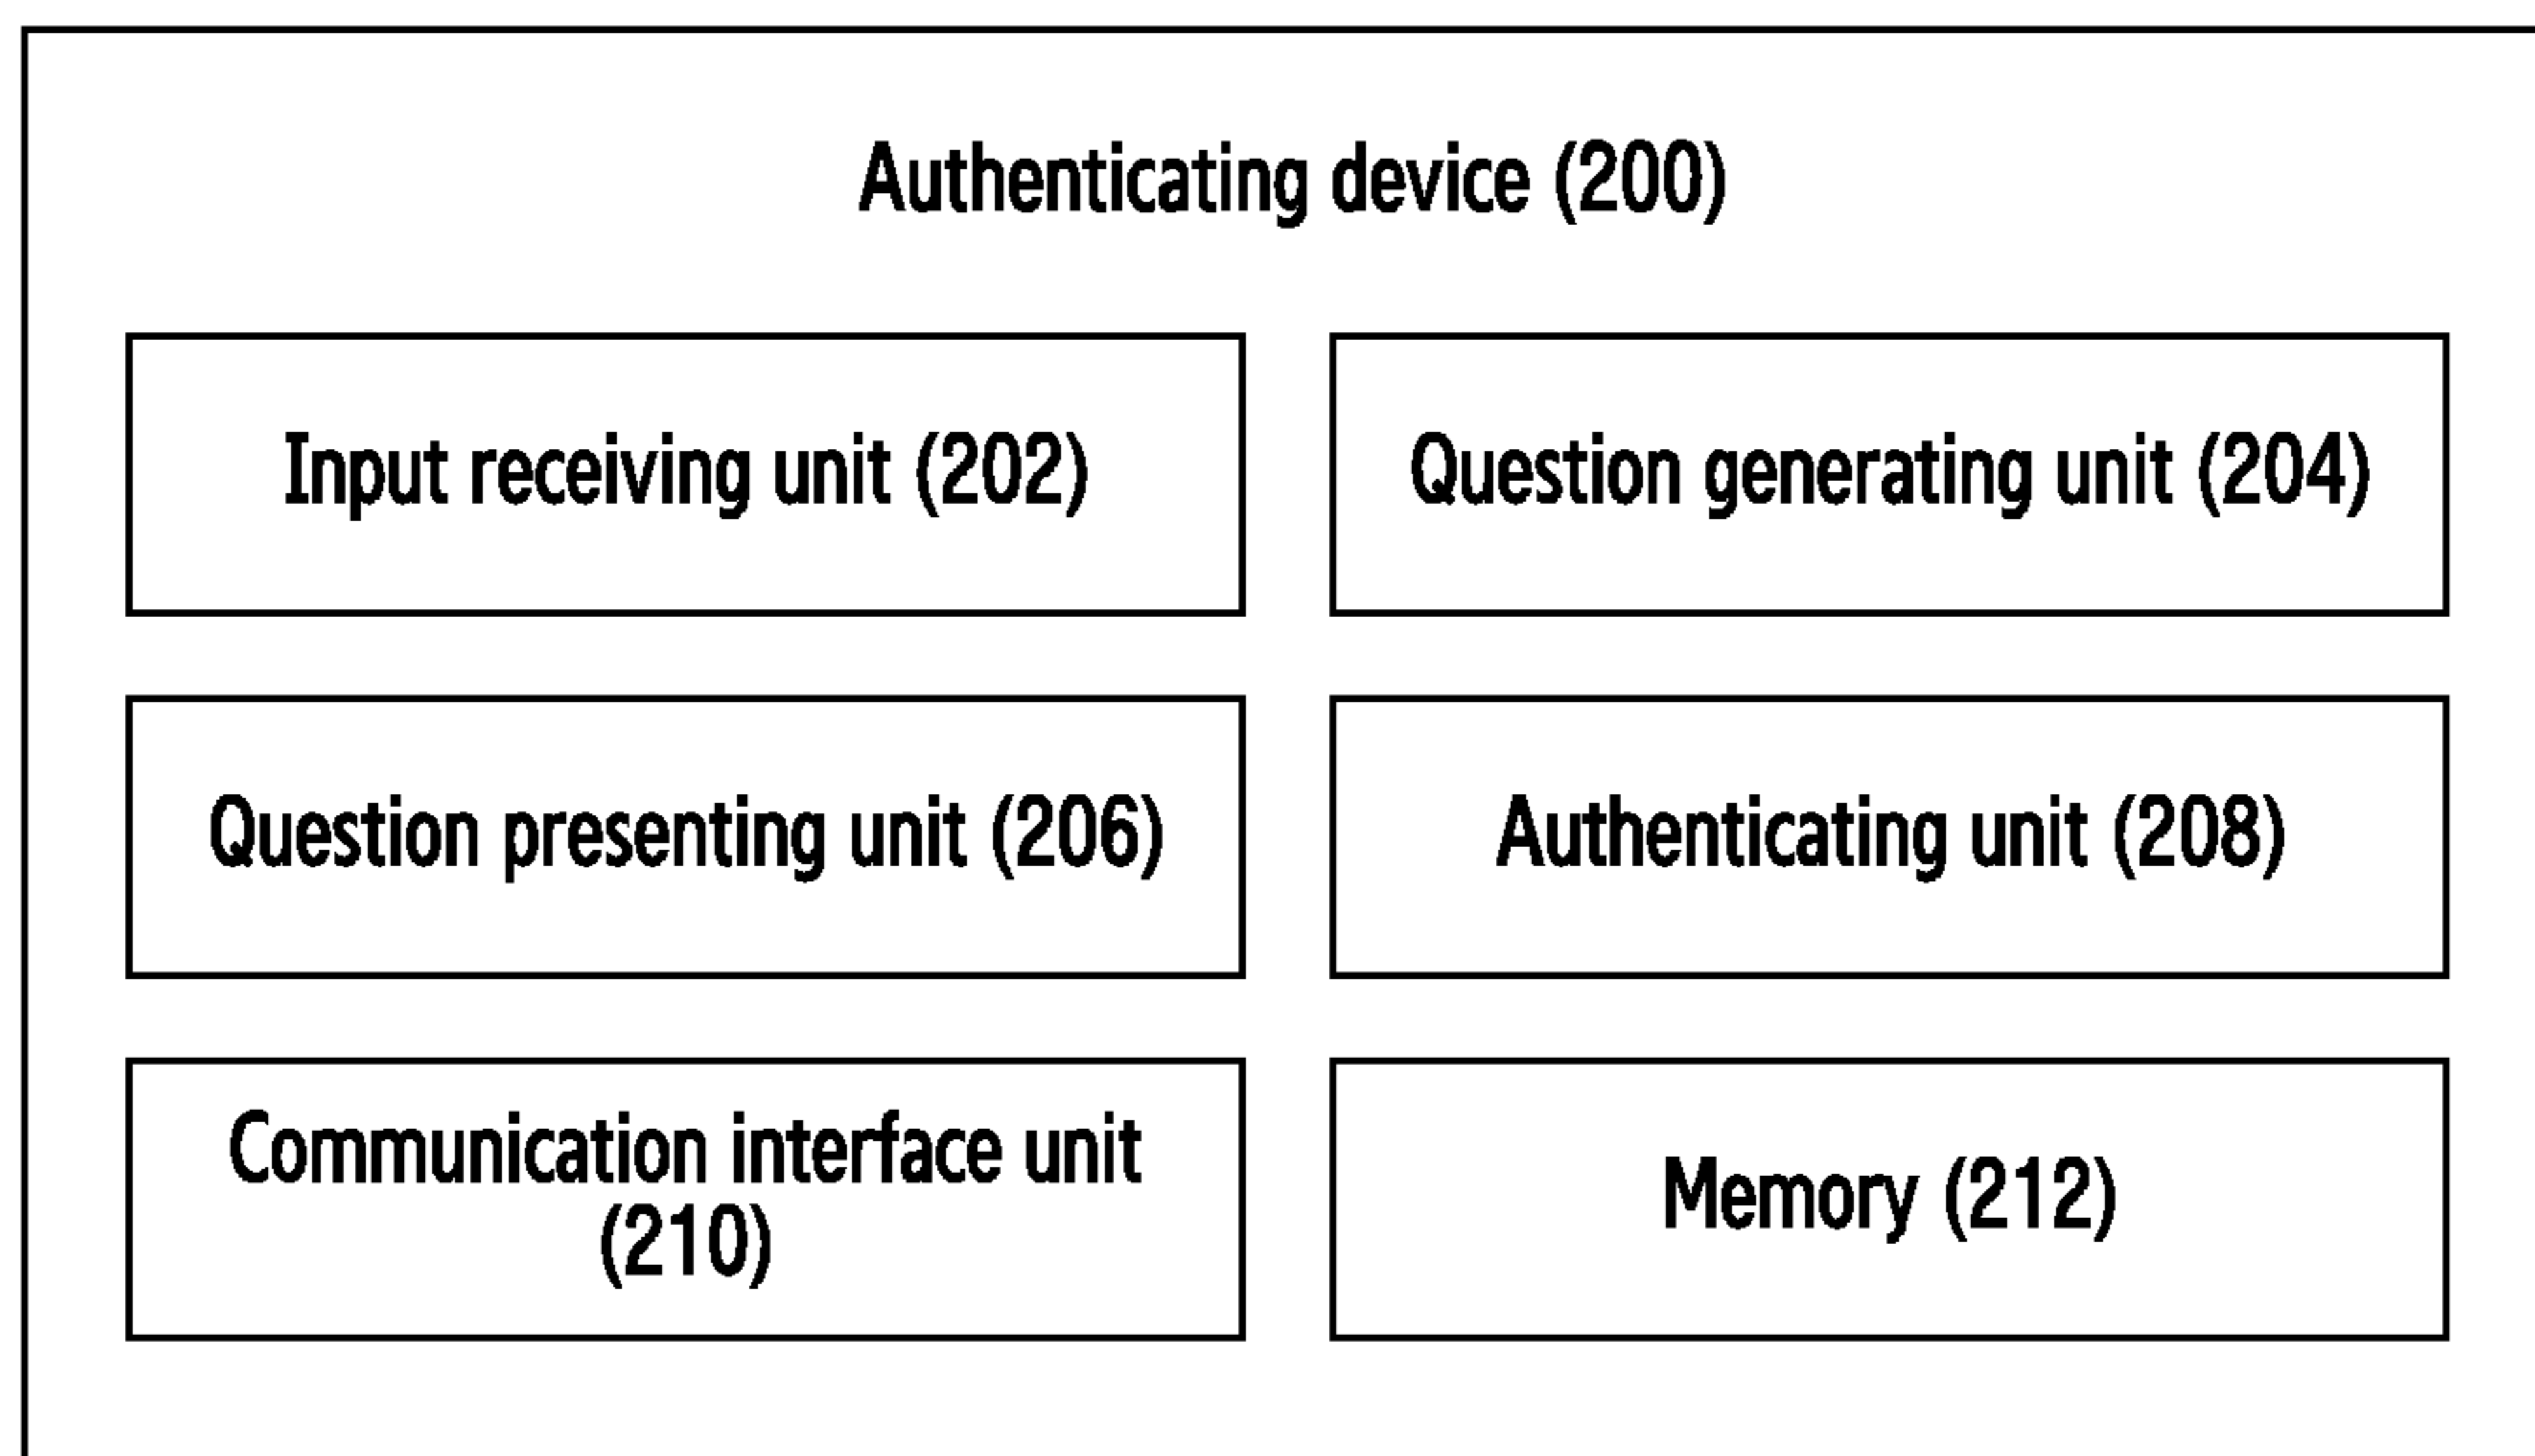 Authenticating device (200)
Input receiving unit (202)
Question generating unit (204)
Question presenting unit (206)
Authenticating unit (208)
Communication interface unit
(210)
Memory (212)